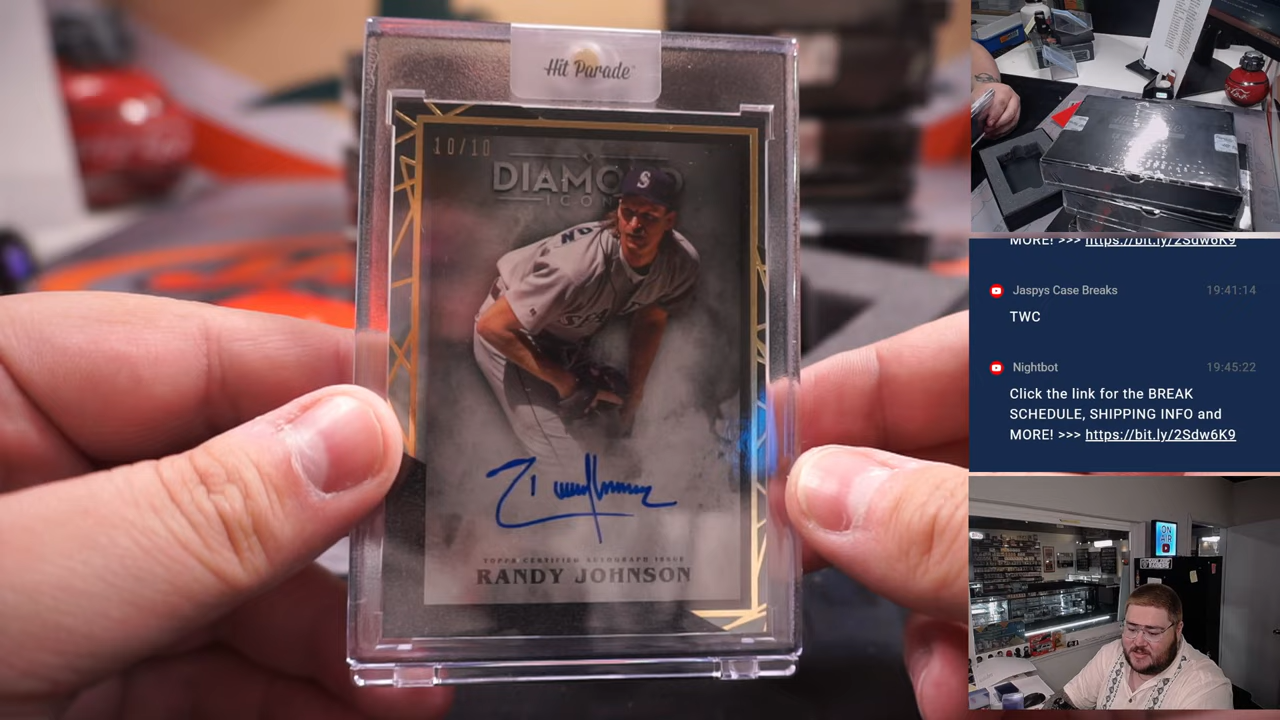 Hit Parade
10/10
DIAMO
ICON
S
TOPPS CERTIFIED AUTOGRAPH ISSUE
RANDY JOHNSON
MORE! >>> https://bit.ly/2Sdw6K9
Jaspys Case Breaks 19:41:14
TWC
Nightbot 19:45:22
Click the link for the BREAK
SCHEDULE, SHIPPING INFO and
MORE! >>> https://bit.ly/2Sdw6K9
ON
AIR